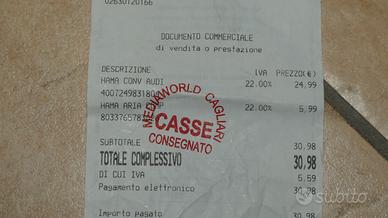 02630120166
DOCUMENTO COMMERCIALE
di vendita o prestazione
DESCRIZIONE IVA PREZZO(€)
HAMA CONV AUDI 22.00% 24,99
HAMA ARIA 22.00% 5,99
MEDIAWORLD CAGLIARI
CASSE
CONSEGNATO
SUBTOTALE 30,98
TOTALE COMPLESSIVO 30,98
DI CUI IVA 5,59
Pagamento elettronico 30,98
Importo pagato 30,98
subito